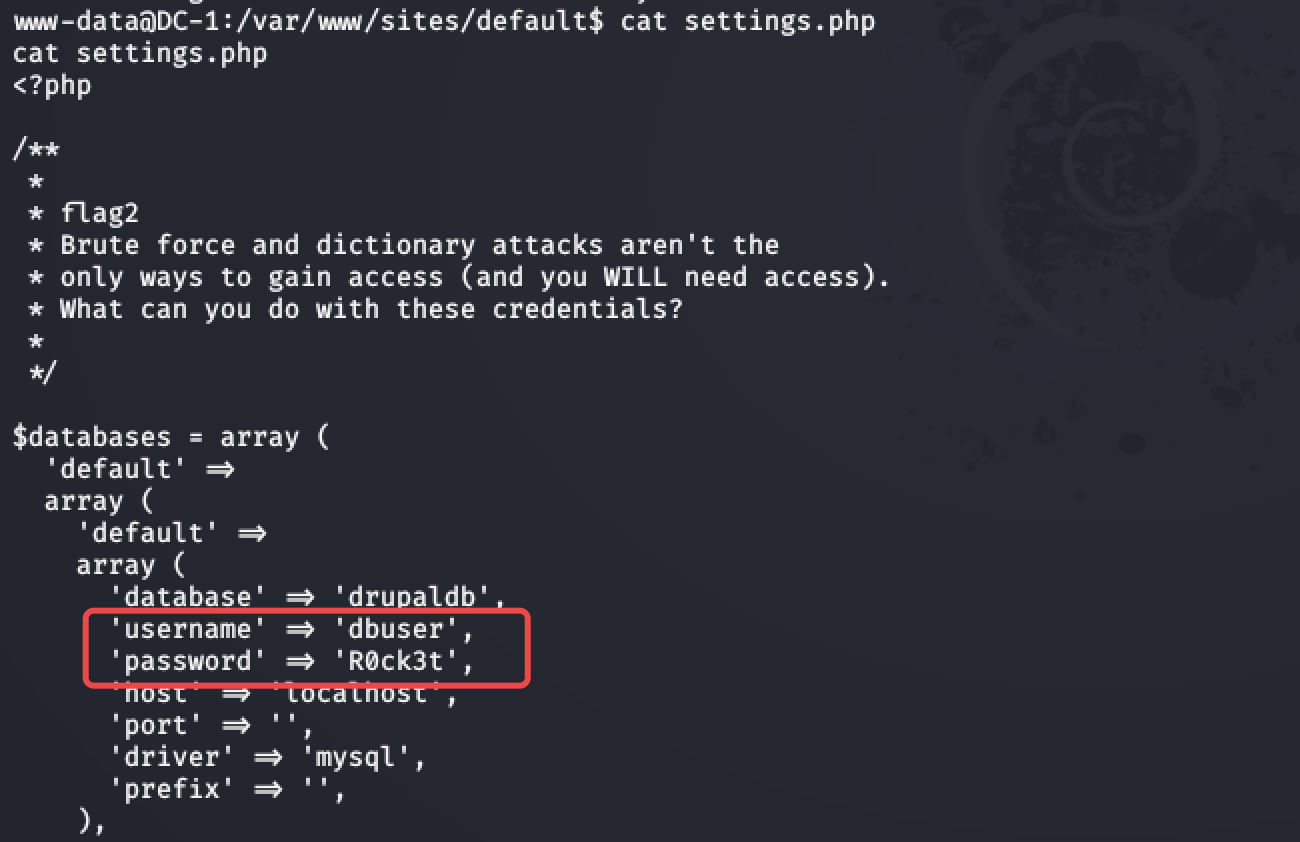 www-data@DC-1:/var/www/sites/default$ cat settings.php
cat settings.php
<?php
/**
*
* flag2
* Brute force and dictionary attacks aren't the
* only ways to gain access (and you WILL need access).
* What can you do with these credentials?
*
*/
$databases = array (
'default' =>
array (
'default' =>
array (
'database' => 'drupaldb',
'username' => 'dbuser',
'password' => 'R0ck3t',
'host' => 'localhost',
'port' => '',
'driver' => 'mysql',
'prefix' => '',
),